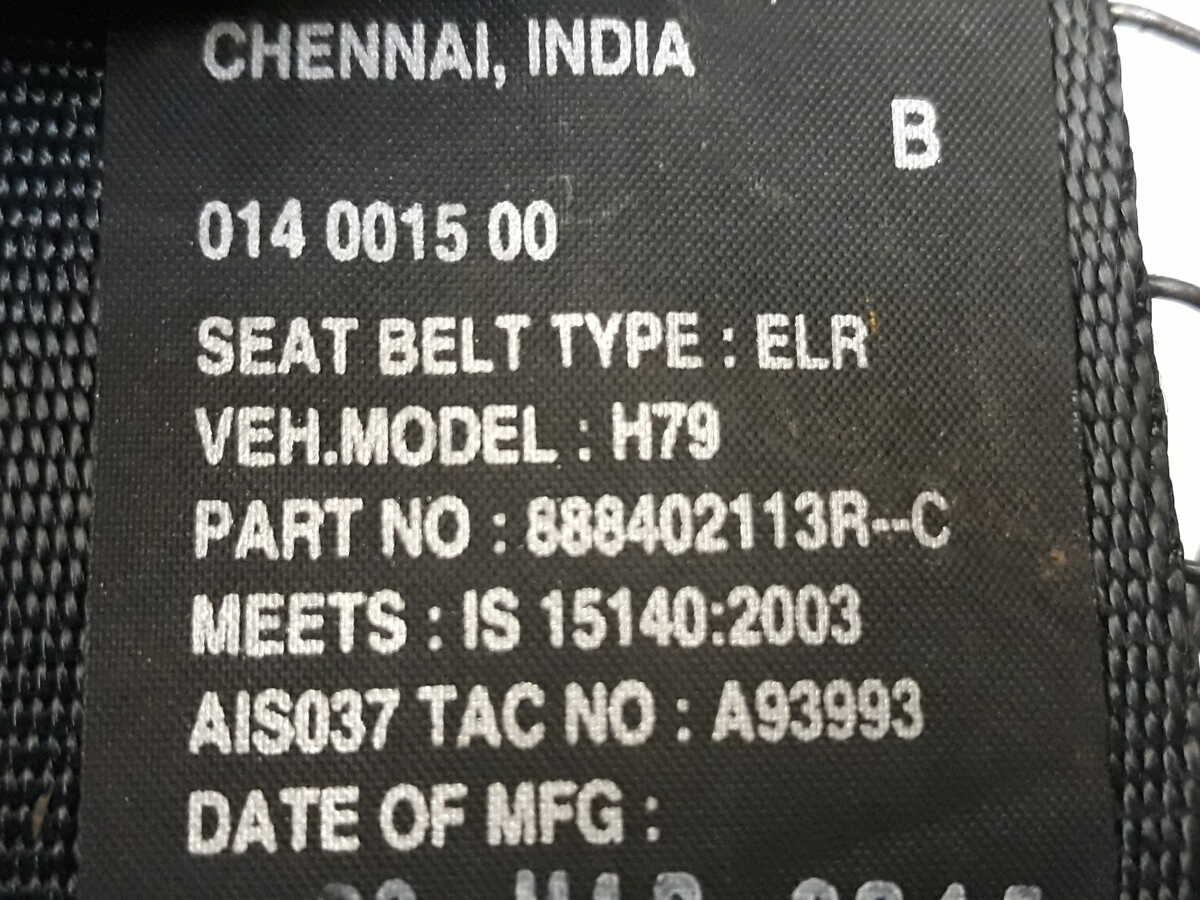 CHENNAI, INDIA
B
014 0015 00
SEAT BELT TYPE : ELR
VEH.MODEL : H79
PART NO : 888402113R--C
MEETS : IS 15140:2003
AIS037 TAC NO : A93993
DATE OF MFG :